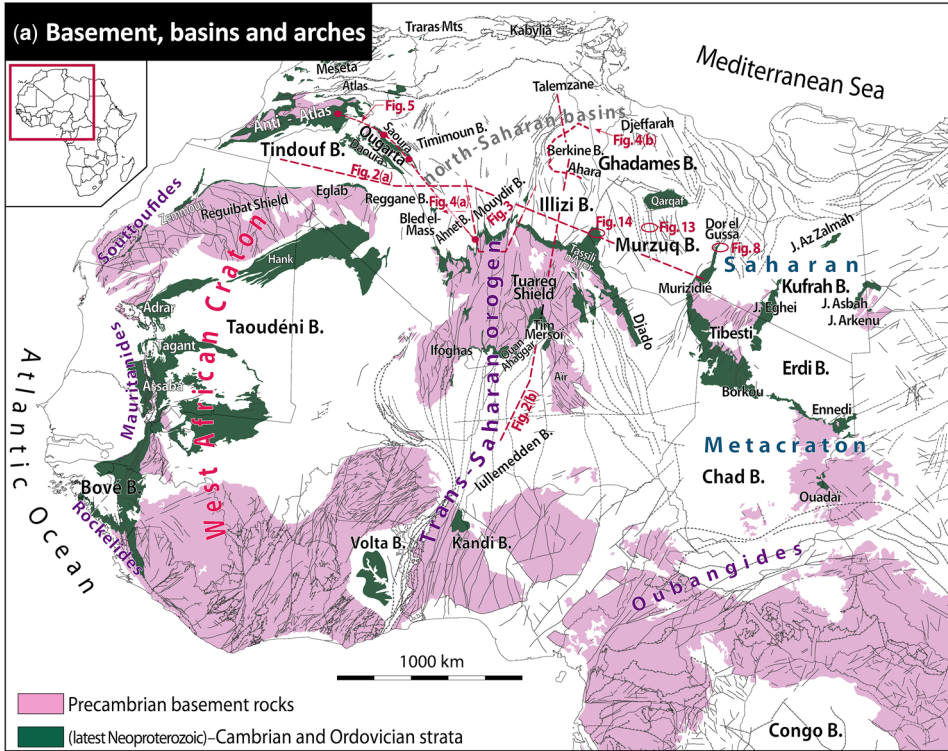 (a) Basement, basins and arches
Traras Mts
Kabylia
Mediterranean Sea
Meseta
Atlas
Talemzane
Anti Atlas
Fig. 5
Saoura
Ougarta
Daoura
Timimoun B.
north-Saharan basins
Djeffarah
Fig. 4(b)
Berkine B.
Ghadames B.
Ahara
Tindouf B.
Fig. 2(a)
Reggane B.
Fig. 4(a)
Bled el-
Mass
Ahnet B.
Mouydir B.
Fig. 3
Illizi B.
Qarqaf
Fig. 14
Fig. 13
Murzuq B.
Dor el
Gussa
Fig. 8
J. Az Zalmah
Souttoufides
Zemmour
Reguibat Shield
Eglab
Hank
Tassili
n'Ajjer
Saharan
Murizidié
Kufrah B.
J. Eghei
J. Asbah
J. Arkenu
Tuareg
Shield
Tibesti
Djado
Adrar
Taoudéni B.
Tim
Mersoï
Ifoghas
Ouan
Ahaggar
Aïr
Erdi B.
Borkou
Ennedi
Tagant
Assaba
Mauritanides
West African Craton
Trans-Saharan orogen
Fig. 2(b)
Iullemedden B.
Metacraton
Chad B.
Ouadaï
Atlantic Ocean
Bové B.
Rockelides
Volta B.
Kandi B.
Oubangides
1000 km
Precambrian basement rocks
(latest Neoproterozoic)–Cambrian and Ordovician strata
Congo B.